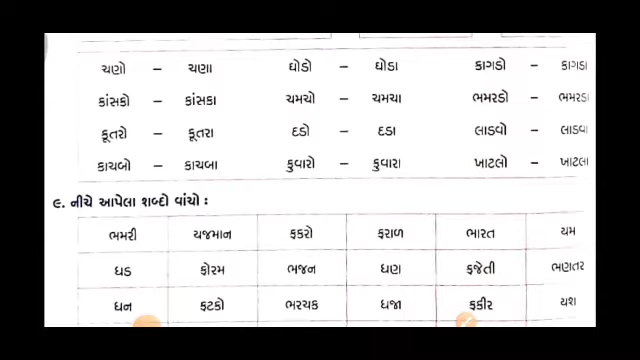 ચણો – ચણા ઘોડો – ઘોડા કાગડો – કાગડા
કાંસકો – કાંસકા ચમચો – ચમચા ભમરડો – ભમરડા
કૂતરો – કૂતરા દડો – દડા લાડવો – લાડવા
કાચબો – કાચબા ફુવારો – ફુવારા ખાટલો – ખાટલા
૯. નીચે આપેલા શબ્દો વાંચો :
ભમરી યજમાન ફકરો ફરાળ ભારત યમ
ધડ ફોરમ ભજન ધણ ફજેતી ભણતર
ધન ફટકો ભરચક ધજા ફકીર યશ